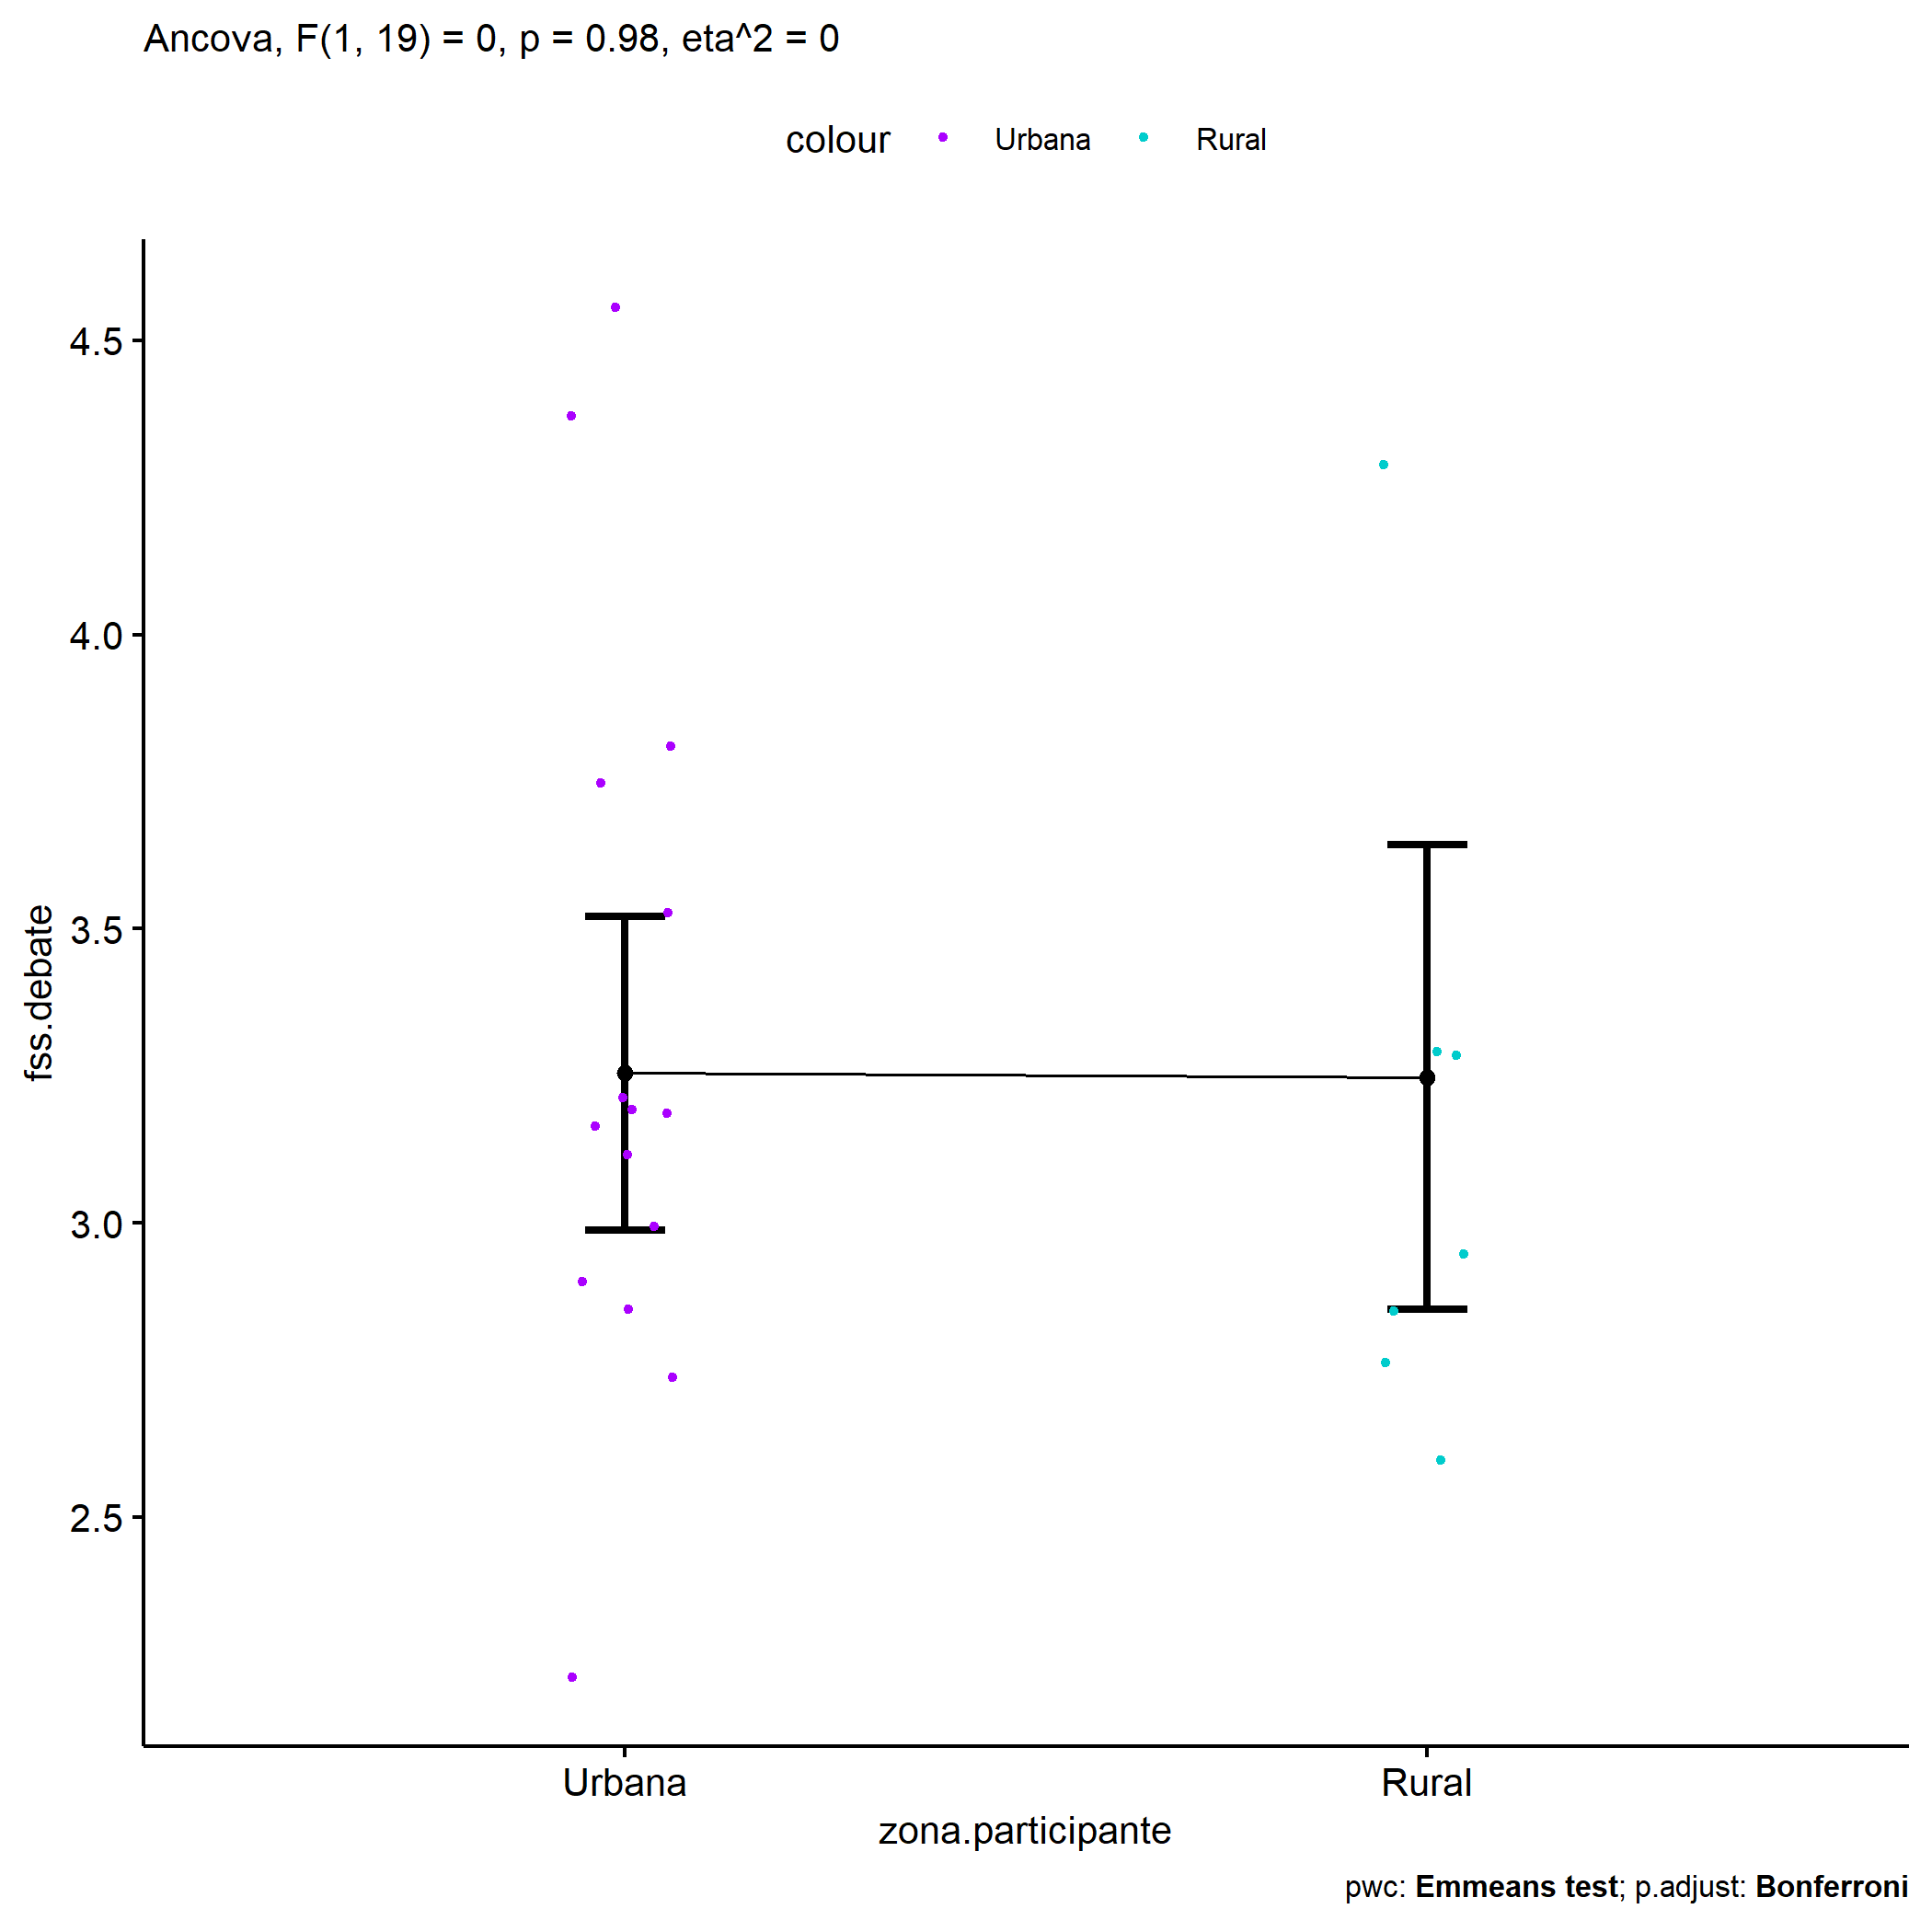 Ancova, F(1, 19) = 0, p = 0.98, eta^2 = 0
colour Urbana Rural
4.5
4.0
3.5
3.0
2.5
fss.debate
Urbana Rural
zona.participante
pwc: Emmeans test; p.adjust: Bonferroni